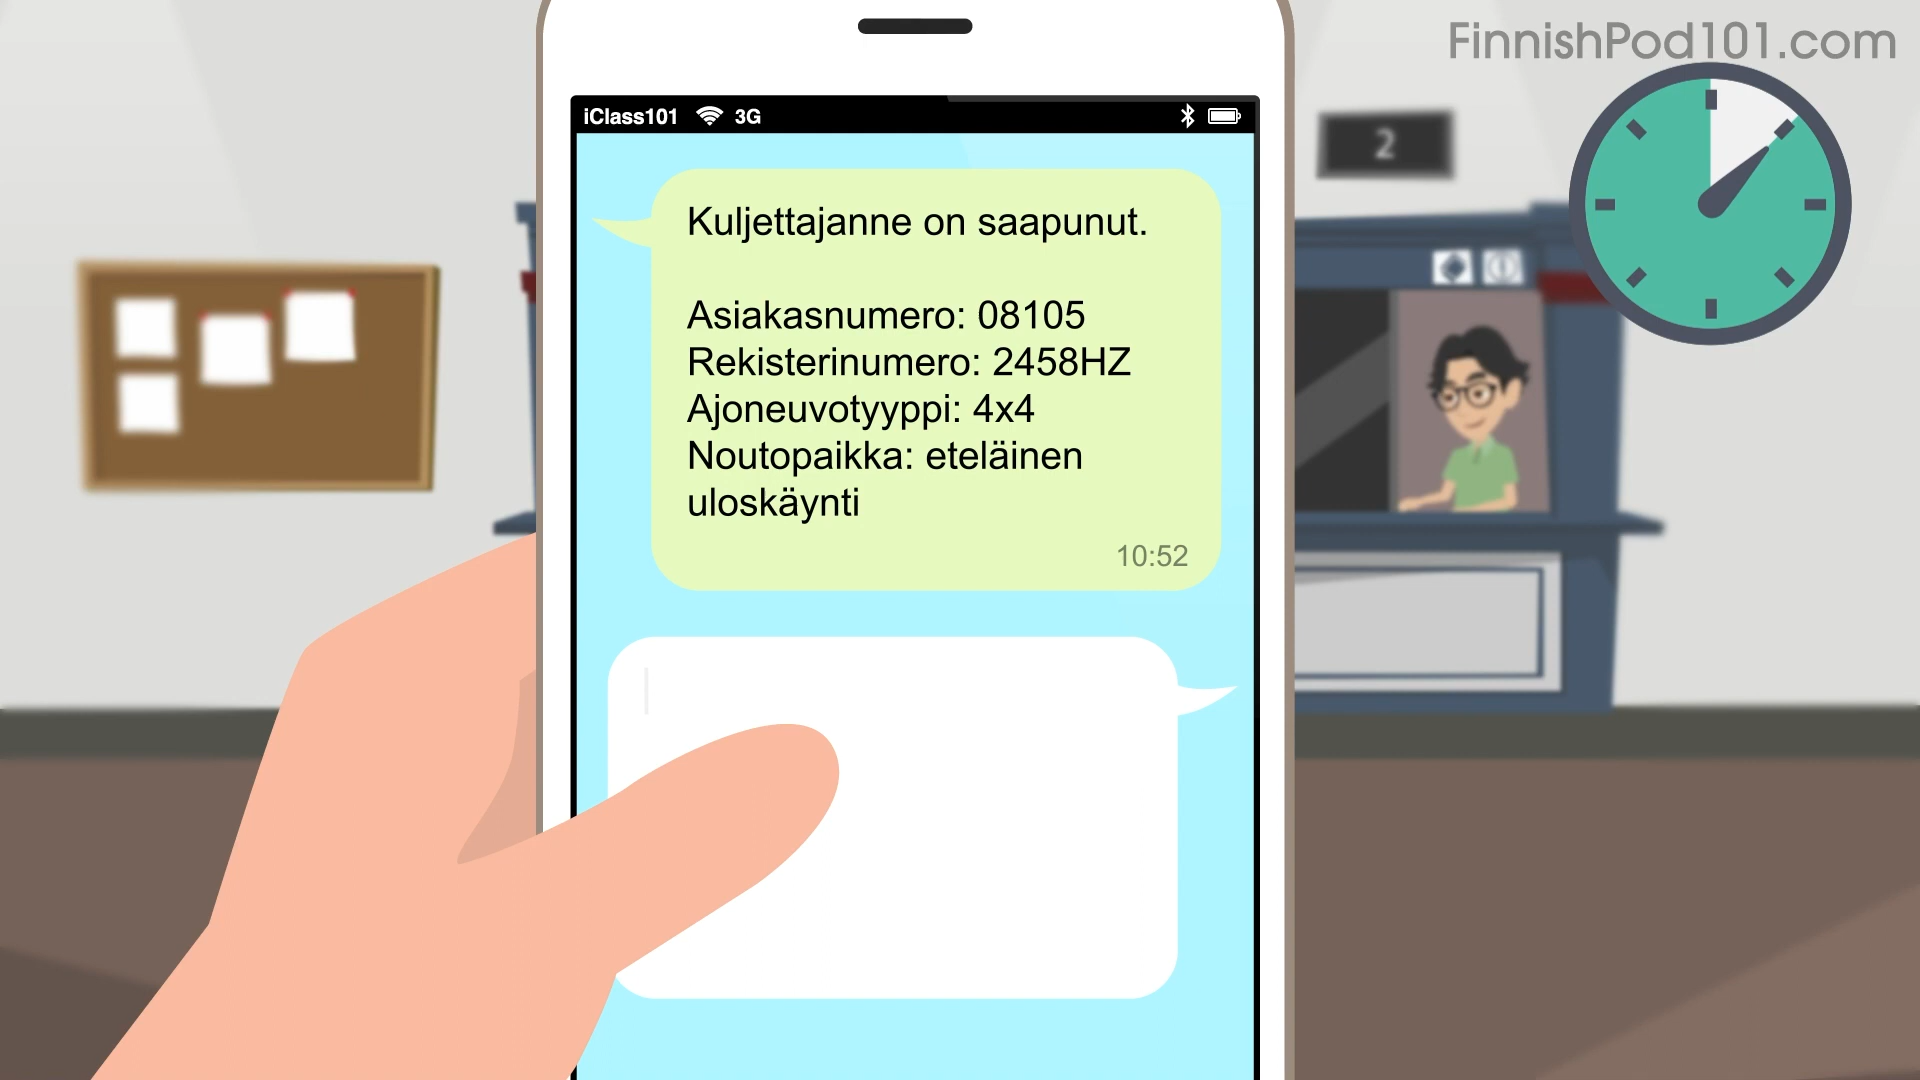 FinnishPod101.com
iClass101 3G
2
Kuljettajanne on saapunut.
Asiakasnumero: 08105
Rekisterinumero: 2458HZ
Ajoneuvotyyppi: 4x4
Noutopaikka: eteläinen
uloskäynti
10:52